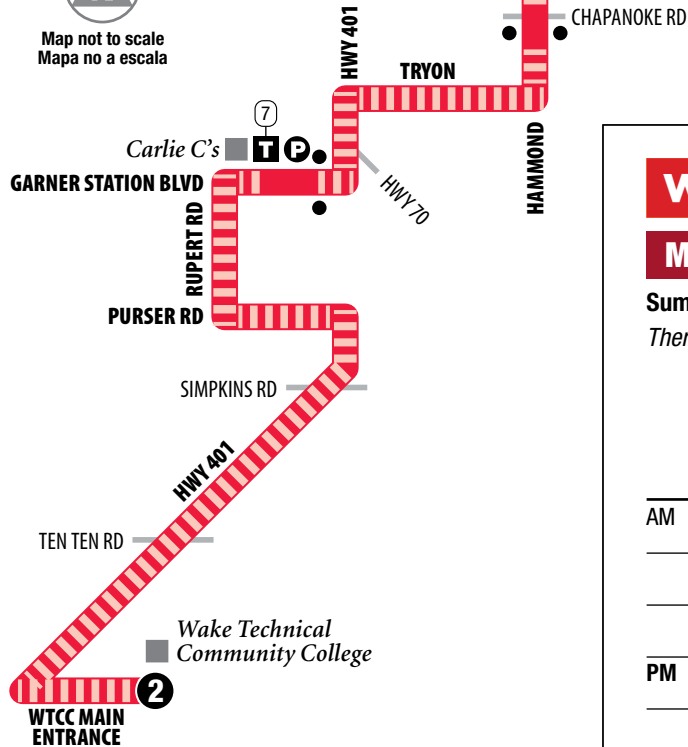 Map not to scale
Mapa no a escala
HWY 401
TRYON
CHAPANOKE RD
HAMMOND
7
Carlie C's
T
P
GARNER STATION BLVD
HWY 70
RUPERT RD
PURSER RD
SIMPKINS RD
HWY 401
TEN TEN RD
Wake Technical
Community College
2
WTCC MAIN
ENTRANCE
W
M
Sum
Ther
AM
PM